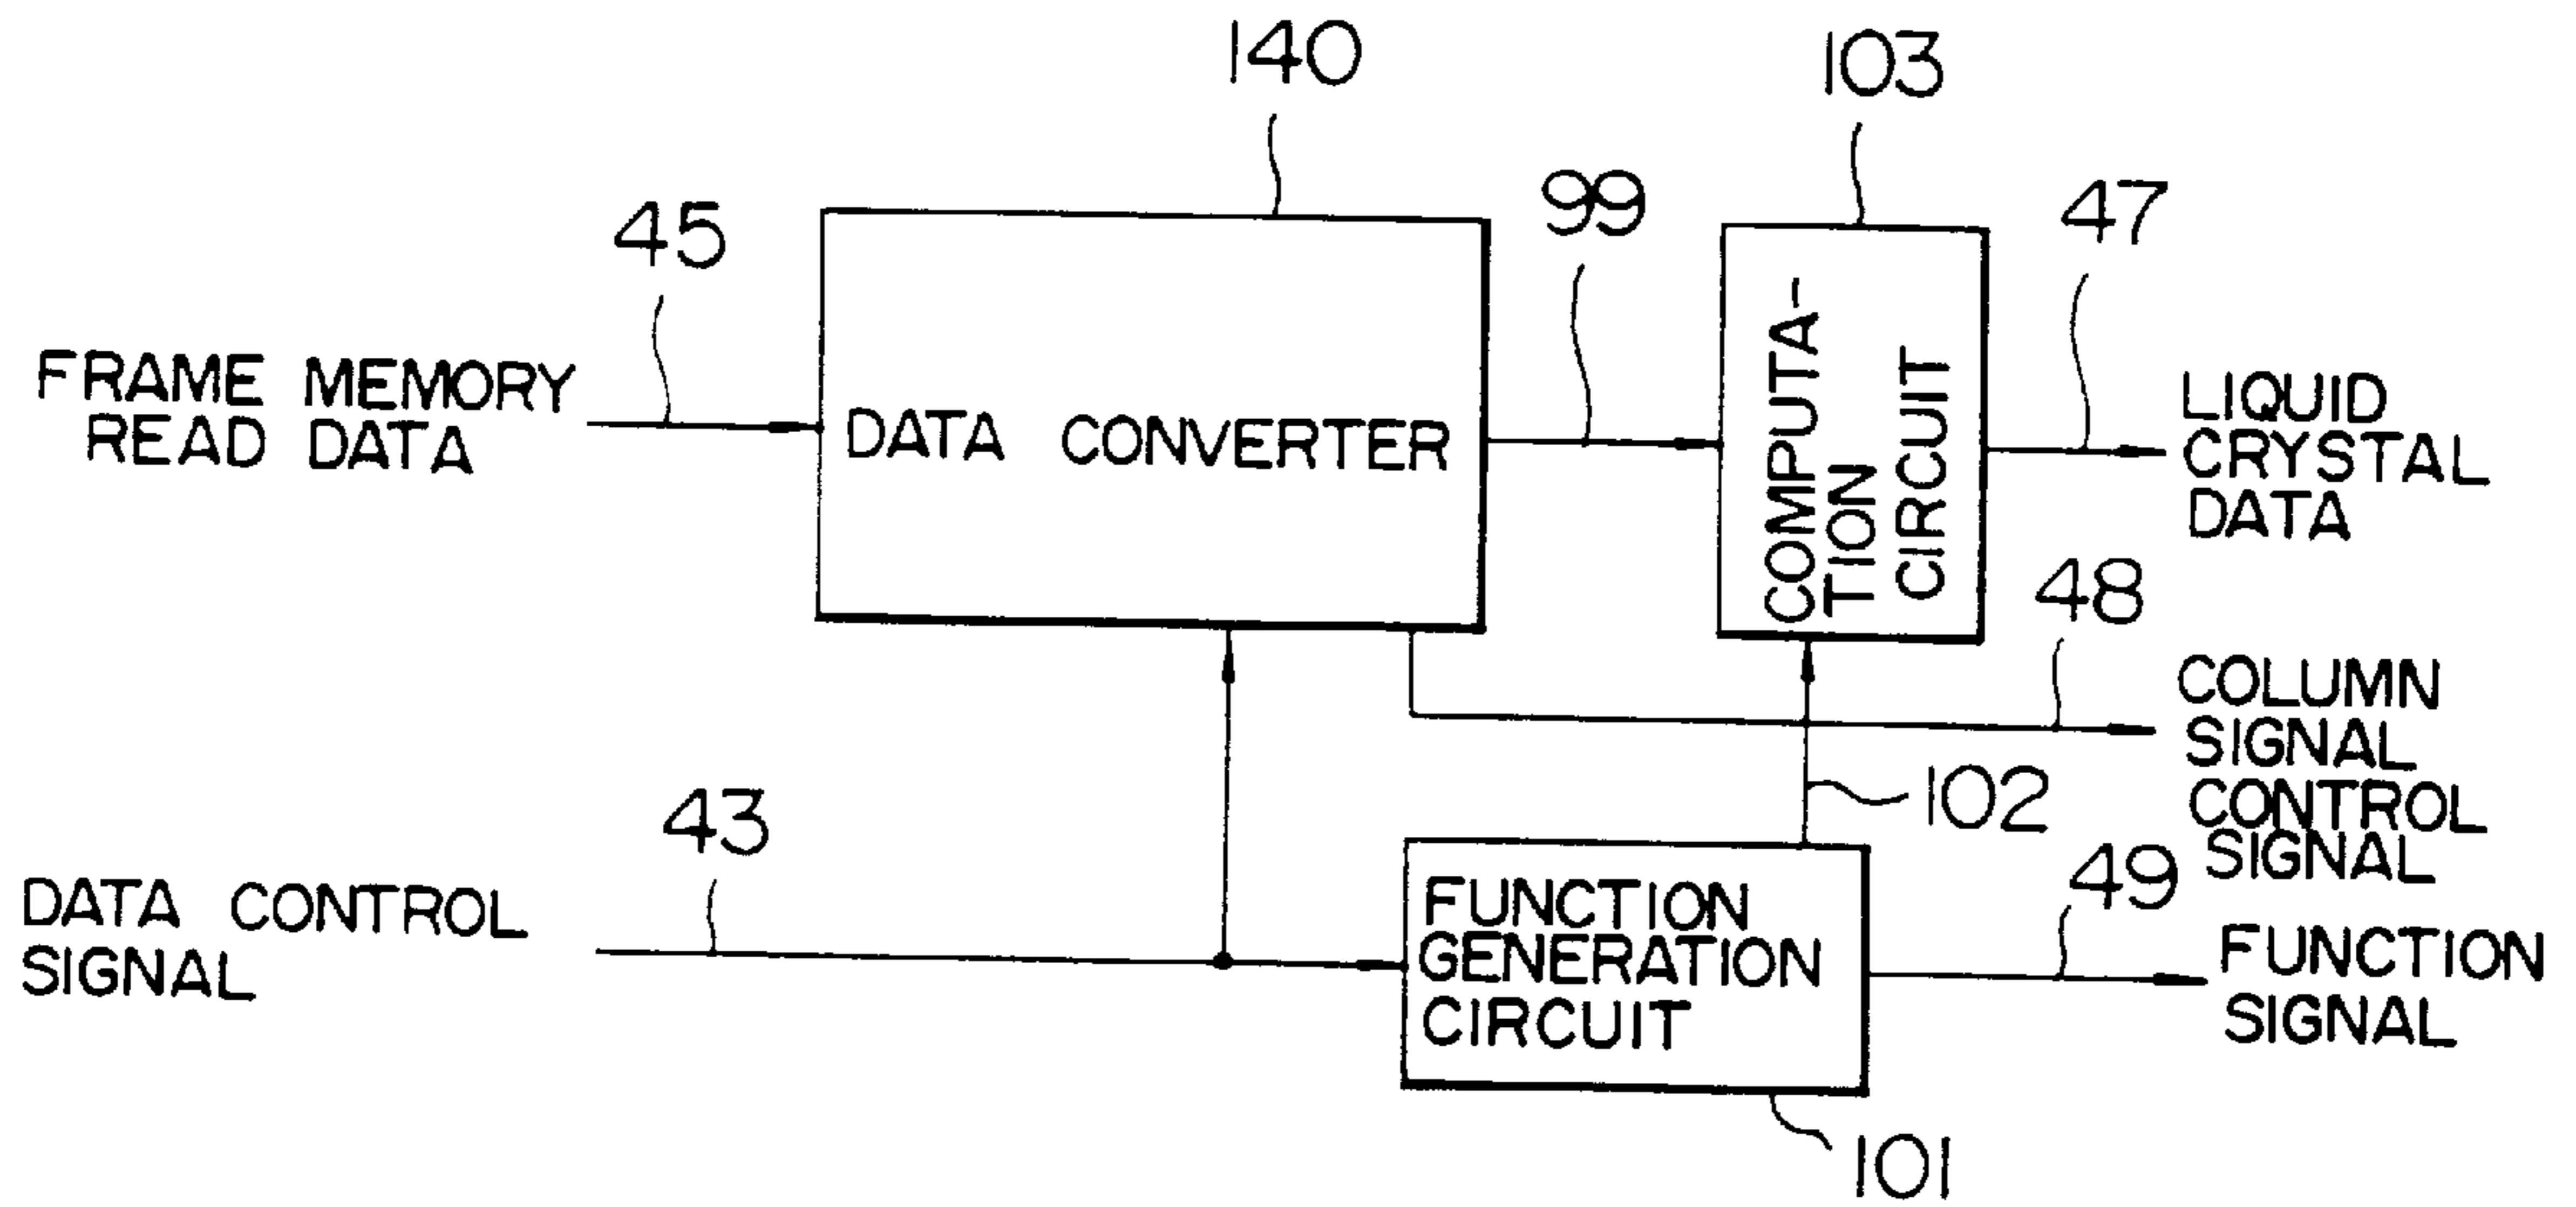 140
103
99
47
45
FRAME MEMORY
READ DATA
DATA CONVERTER
COMPUTA-
TION
CIRCUIT
LIQUID
CRYSTAL
DATA
48
COLUMN
SIGNAL
CONTROL
SIGNAL
102
43
DATA CONTROL
SIGNAL
FUNCTION
GENERATION
CIRCUIT
49
FUNCTION
SIGNAL
101